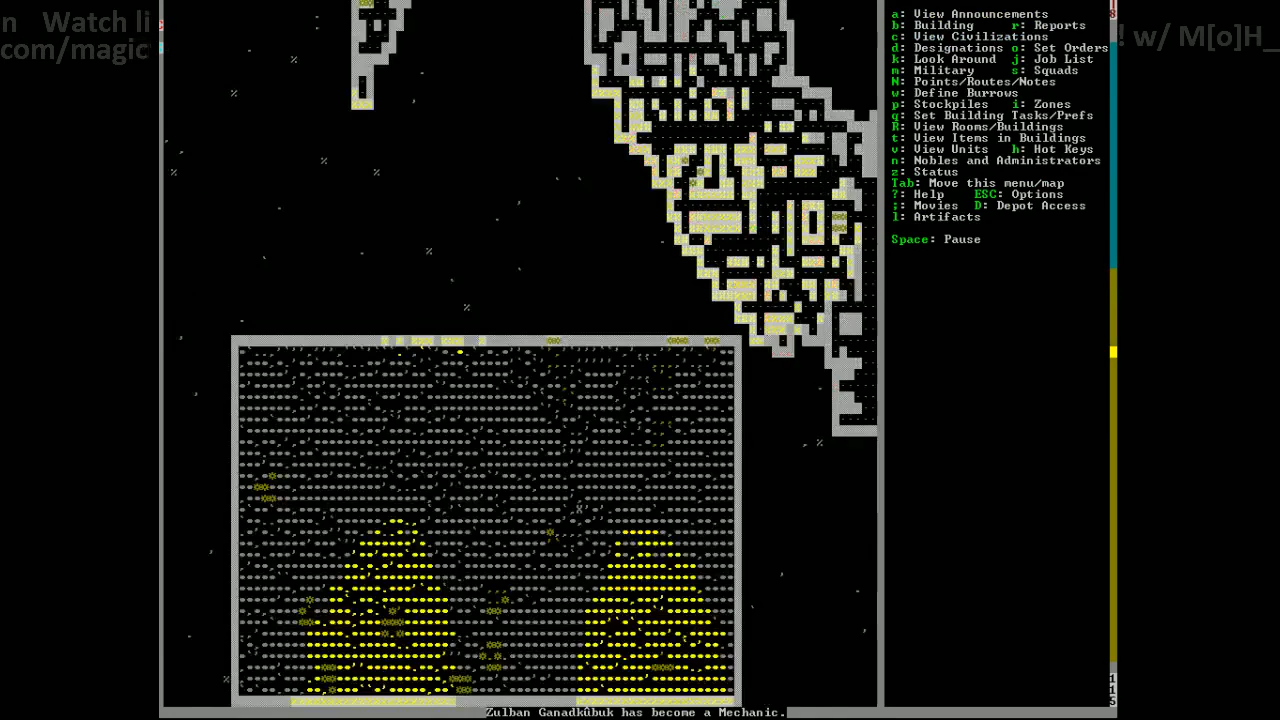 n  Watch li
com/magic
! w/ M[o]H_
a: View Announcements
b: Building  r: Reports
c: View Civilizations
d: Designations o: Set Orders
k: Look Around  j: Job List
m: Military  s: Squads
N: Points/Routes/Notes
w: Define Burrows
p: Stockpiles  i: Zones
q: Set Building Tasks/Prefs
R: View Rooms/Buildings
t: View Items in Buildings
v: View Units  h: Hot Keys
n: Nobles and Administrators
z: Status
Tab: Move this menu/map
?: Help  ESC: Options
;: Movies  D: Depot Access
l: Artifacts
Space: Pause
115
Zulban Ganadkûbuk has become a Mechanic.